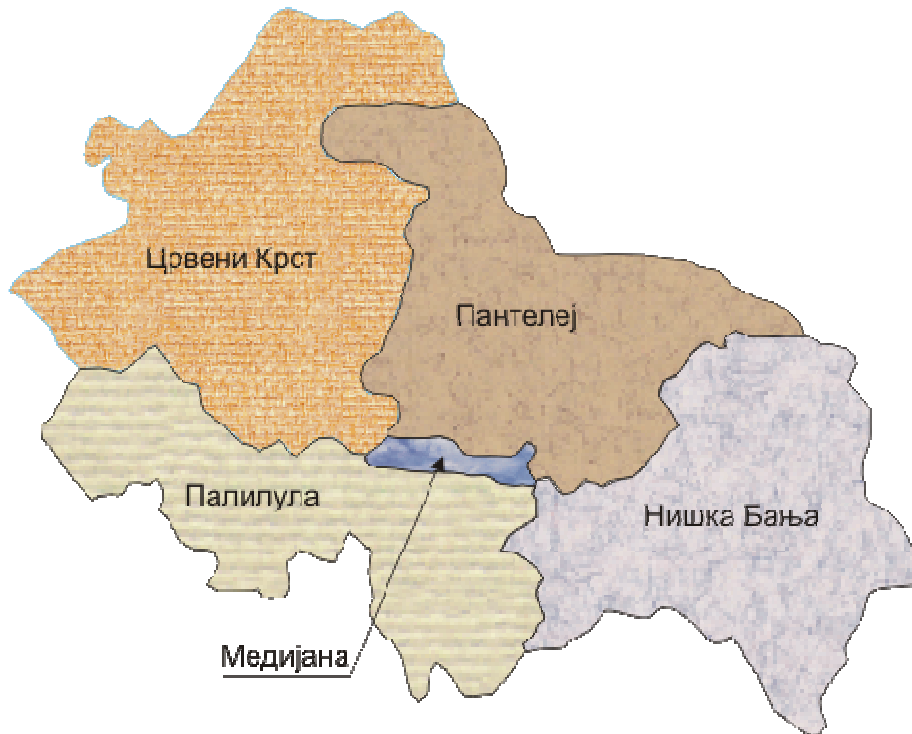 Црвени Крст
Пантелеј
Палилула
Нишка Бања
Медијана